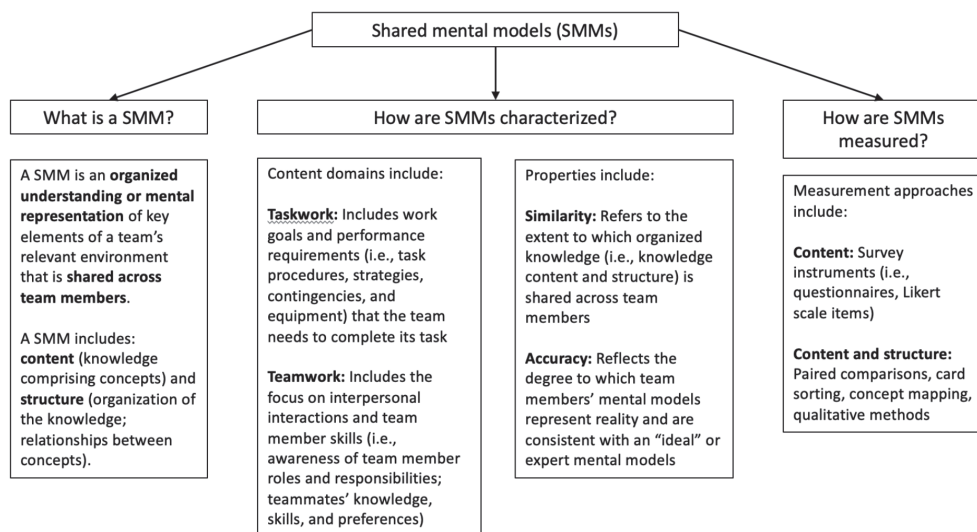 Shared mental models (SMMs)
What is a SMM?
A SMM is an organized
understanding or mental
representation of key
elements of a team’s
relevant environment
that is shared across
team members.
A SMM includes:
content (knowledge
comprising concepts) and
structure (organization
of the knowledge;
relationships between
concepts).
How are SMMs characterized?
Content domains include:
Taskwork: Includes work
goals and performance
requirements (i.e., task
procedures, strategies,
contingencies, and
equipment) that the team
needs to complete its task
Teamwork: Includes the
focus on interpersonal
interactions and team
member skills (i.e.,
awareness of team member
roles and responsibilities;
teammates’ knowledge,
skills, and preferences)
Properties include:
Similarity: Refers to the
extent to which organized
knowledge (i.e., knowledge
content and structure) is
shared across team
members
Accuracy: Reflects the
degree to which team
members’ mental models
represent reality and are
consistent with an “ideal” or
expert mental models
How are SMMs
measured?
Measurement approaches
include:
Content: Survey
instruments (i.e.,
questionnaires, Likert
scale items)
Content and structure:
Paired comparisons, card
sorting, concept mapping,
qualitative methods